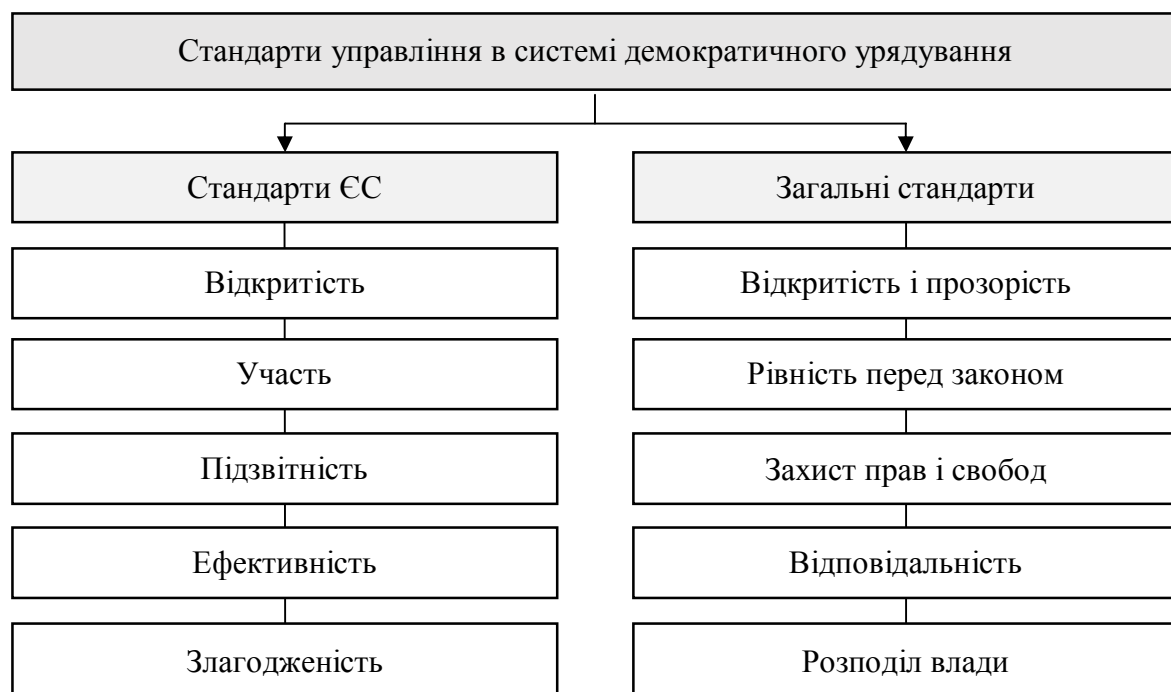 Стандарти управління в системі демократичного урядування
Стандарти ЄС
Відкритість
Участь
Підзвітність
Ефективність
Злагодженість
Загальні стандарти
Відкритість і прозорість
Рівність перед законом
Захист прав і свобод
Відповідальність
Розподіл влади